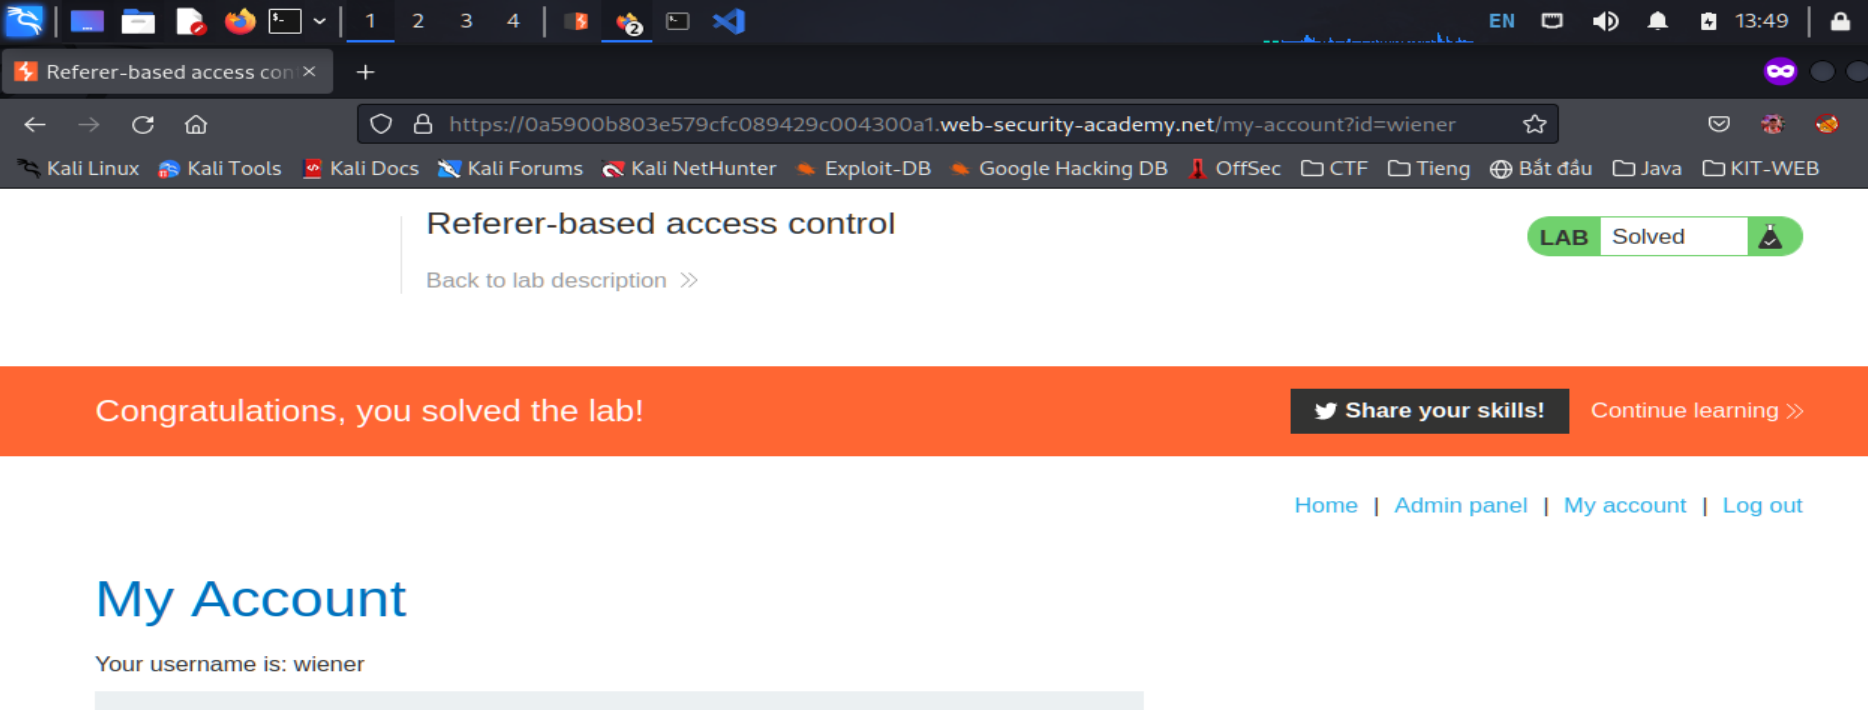 1 2 3 4 2 EN 13:49
Referer-based access con
https://0a5900b803e579cfc089429c004300a1.web-security-academy.net/my-account?id=wiener
Kali Linux Kali Tools Kali Docs Kali Forums Kali NetHunter Exploit-DB Google Hacking DB OffSec CTF Tieng Bắt đầu Java KIT-WEB
Referer-based access control
LAB Solved
Back to lab description
Congratulations, you solved the lab!
Share your skills! Continue learning
Home | Admin panel | My account | Log out
My Account
Your username is: wiener